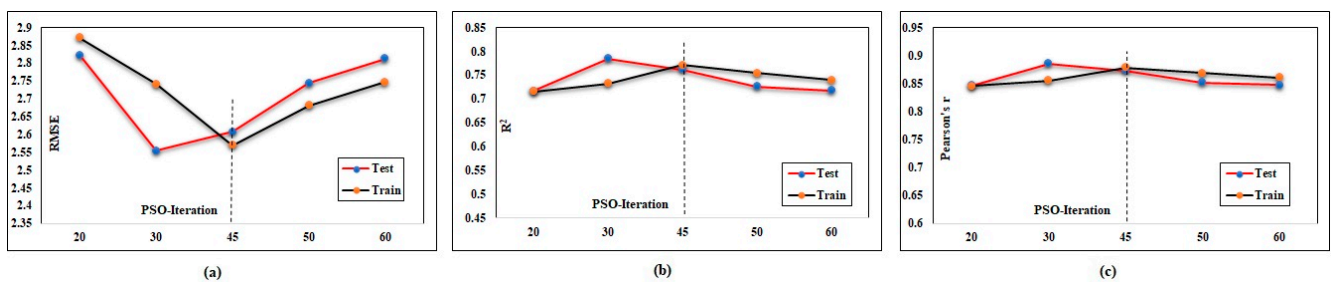 2.9
2.85
2.8
2.75
2.7
2.65
2.6
2.55
2.5
2.45
2.4
2.35
RMSE
PSO-Iteration
Test
Train
20 30 45 50 60
(a)
0.85
0.8
0.75
0.7
0.65
0.6
0.55
0.5
0.45
R²
PSO-Iteration
Test
Train
20 30 45 50 60
(b)
0.95
0.9
0.85
0.8
0.75
0.7
0.65
0.6
Pearson's r
PSO-Iteration
Test
Train
20 30 45 50 60
(c)